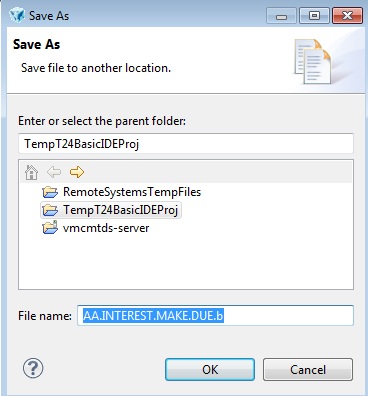 Save As
Save As
Save file to another location.
Enter or select the parent folder:
TempT24BasicIDEProj
RemoteSystemsTempFiles
TempT24BasicIDEProj
vmcmtds-server
File name: AA.INTEREST.MAKE.DUE.b
OK Cancel